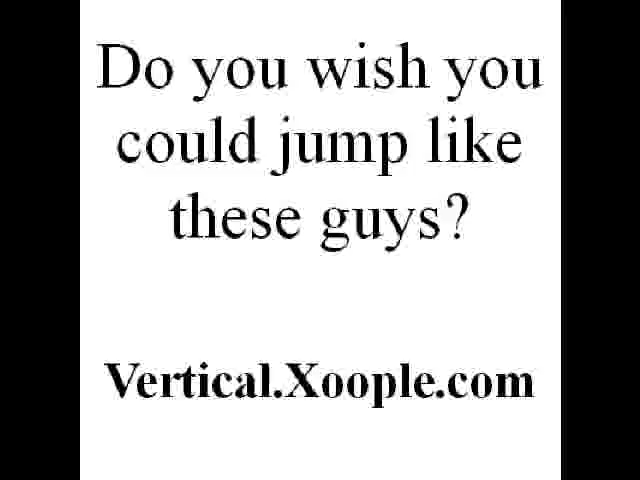 Do you wish you
could jump like
these guys?
Vertical.Xoople.com